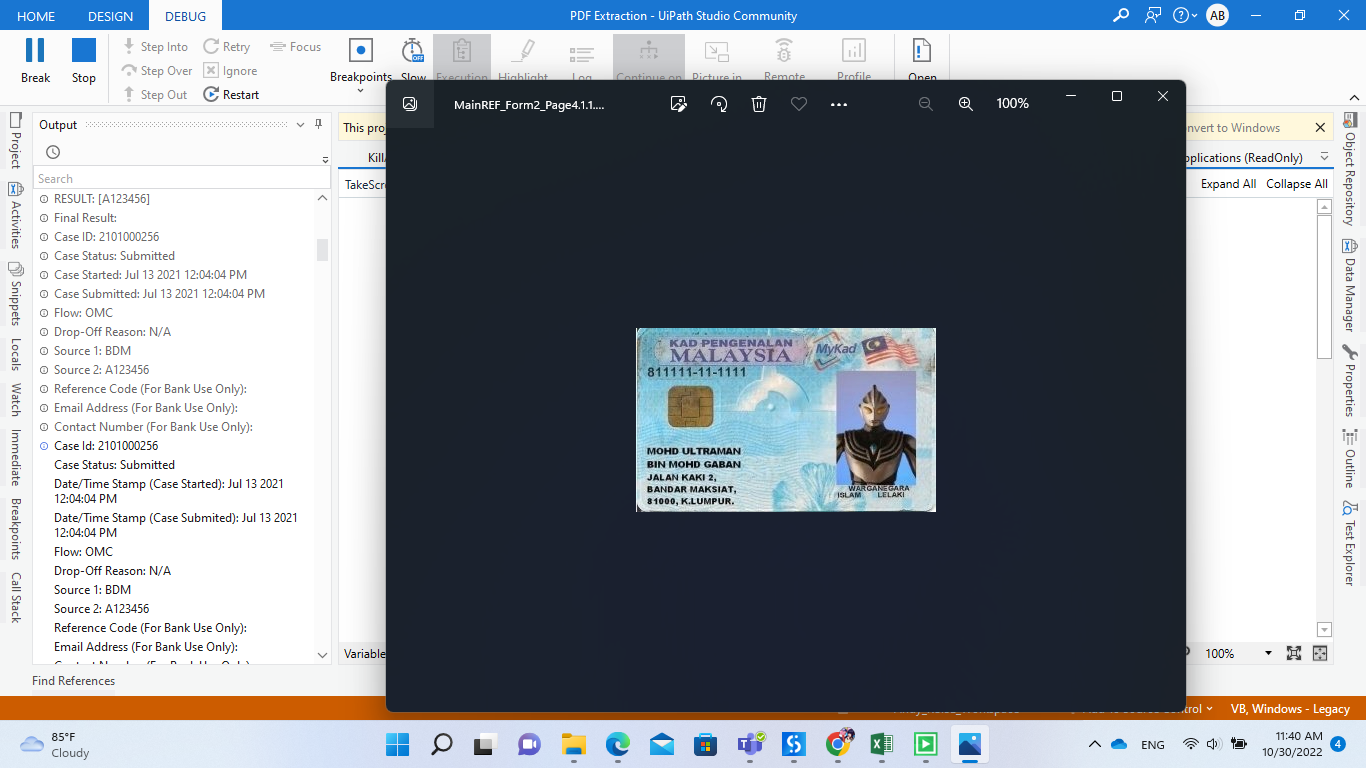 HOME DESIGN DEBUG
PDF Extraction - UiPath Studio Community
AB
Break
Stop
Step Into
Step Over
Step Out
Retry
Ignore
Restart
Focus
Breakpoints
Slow
Execution
Highlight
Log
Continue on
Picture in
Remote
Profile
Open
Project
Activities
Snippets
Locals
Watch
Immediate
Breakpoints
Call Stack
Output
Search
RESULT: [A123456]
Final Result:
Case ID: 2101000256
Case Status: Submitted
Case Started: Jul 13 2021 12:04:04 PM
Case Submitted: Jul 13 2021 12:04:04 PM
Flow: OMC
Drop-Off Reason: N/A
Source 1: BDM
Source 2: A123456
Reference Code (For Bank Use Only):
Email Address (For Bank Use Only):
Contact Number (For Bank Use Only):
Case Id: 2101000256
Case Status: Submitted
Date/Time Stamp (Case Started): Jul 13 2021
12:04:04 PM
Date/Time Stamp (Case Submited): Jul 13 2021
12:04:04 PM
Flow: OMC
Drop-Off Reason: N/A
Source 1: BDM
Source 2: A123456
Reference Code (For Bank Use Only):
Email Address (For Bank Use Only):
Contact Number (For Bank Use Only):
Find References
This proj
Kill
TakeScre
Variable
MainREF_Form2_Page4.1.1....
100%
KAD PENGENALAN
MALAYSIA
MyKad
811111-11-1111
MOHD ULTRAMAN
BIN MOHD GABAN
JALAN KAKI 2,
BANDAR MAKSIAT,
81000, K.LUMPUR.
WARGANEGARA
ISLAM LELAKI
nvert to Windows
plications (ReadOnly)
Expand All Collapse All
100%
Object Repository
Data Manager
Properties
Outline
Test Explorer
Control
VB, Windows - Legacy
85°F
Cloudy
ENG
11:40 AM
10/30/2022
4